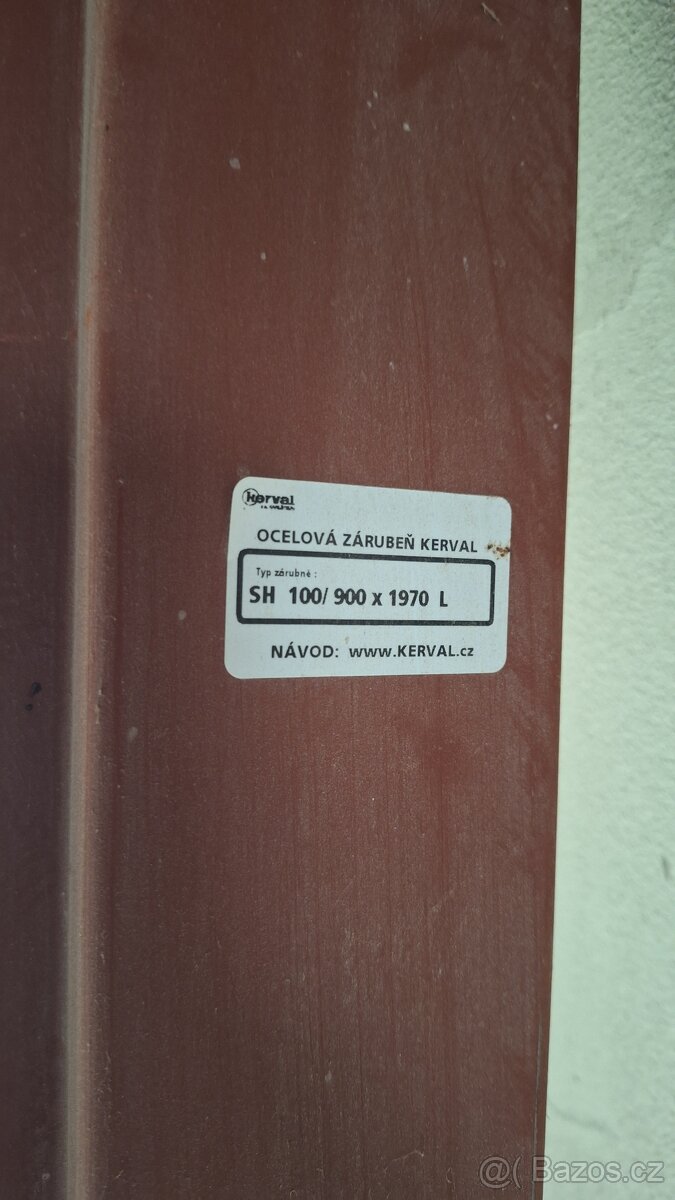 kerval
OCELOVÁ ZÁRUBEŇ KERVAL
Typ zárubně :
SH 100/ 900 x 1970 L
NÁVOD: www.KERVAL.cz
@( Bazos.cz